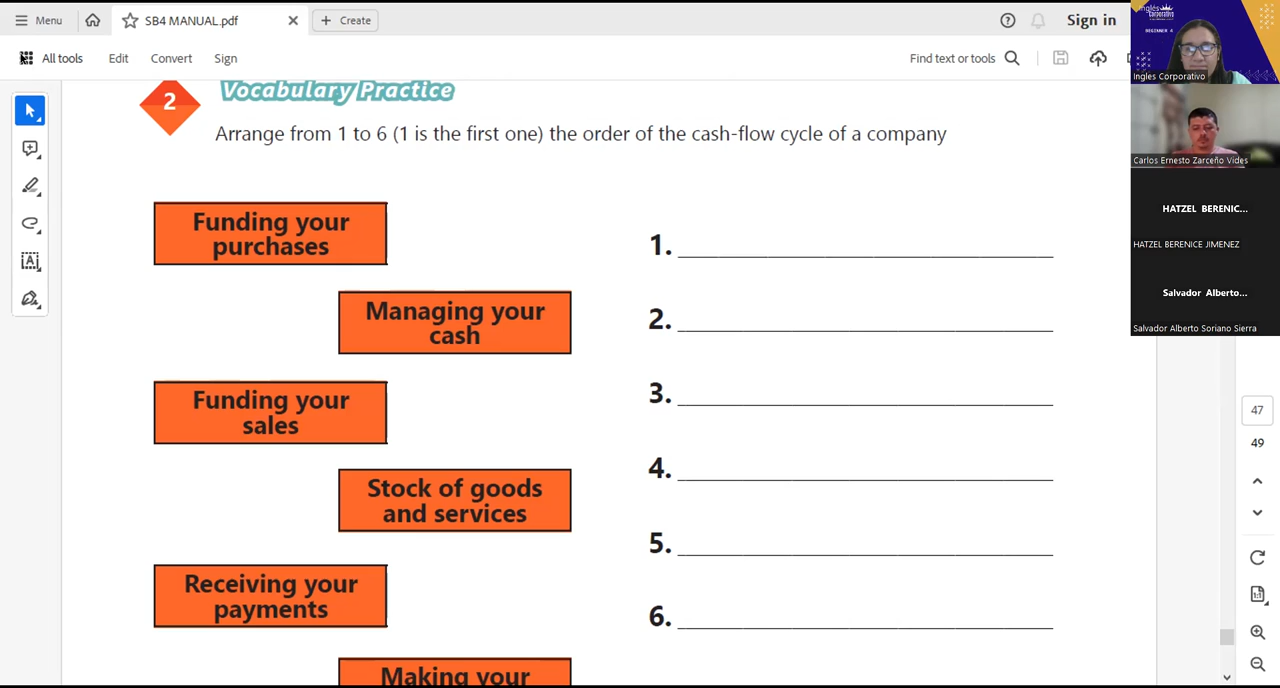 Menu
SB4 MANUAL.pdf
Create
Sign in
All tools
Edit
Convert
Sign
Find text or tools
2
Vocabulary Practice
Arrange from 1 to 6 (1 is the first one) the order of the cash-flow cycle of a company
Funding your
purchases
Managing your
cash
Funding your
sales
Stock of goods
and services
Receiving your
payments
Making your
1.
2.
3.
4.
5.
6.
Inglés
Corporativo
BEGINNER 4
Ingles Corporativo
Carlos Ernesto Zarceño Vides
HATZEL BERENIC...
HATZEL BERENICE JIMENEZ
Salvador Alberto...
Salvador Alberto Soriano Sierra
47
49